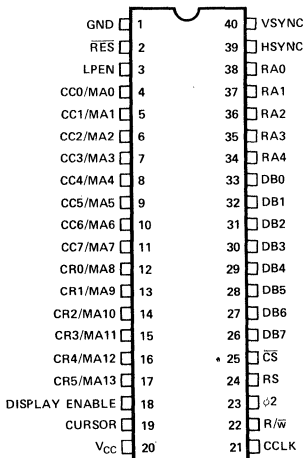 GND 1 40 VSYNC
R̅E̅S̅ 2 39 HSYNC
LPEN 3 38 RA0
CC0/MA0 4 37 RA1
CC1/MA1 5 36 RA2
CC2/MA2 6 35 RA3
CC3/MA3 7 34 RA4
CC4/MA4 8 33 DB0
CC5/MA5 9 32 DB1
CC6/MA6 10 31 DB2
CC7/MA7 11 30 DB3
CR0/MA8 12 29 DB4
CR1/MA9 13 28 DB5
CR2/MA10 14 27 DB6
CR3/MA11 15 26 DB7
CR4/MA12 16 25 C̅S̅
CR5/MA13 17 24 RS
DISPLAY ENABLE 18 23 φ2
CURSOR 19 22 R/w̅
VCC 20 21 CCLK